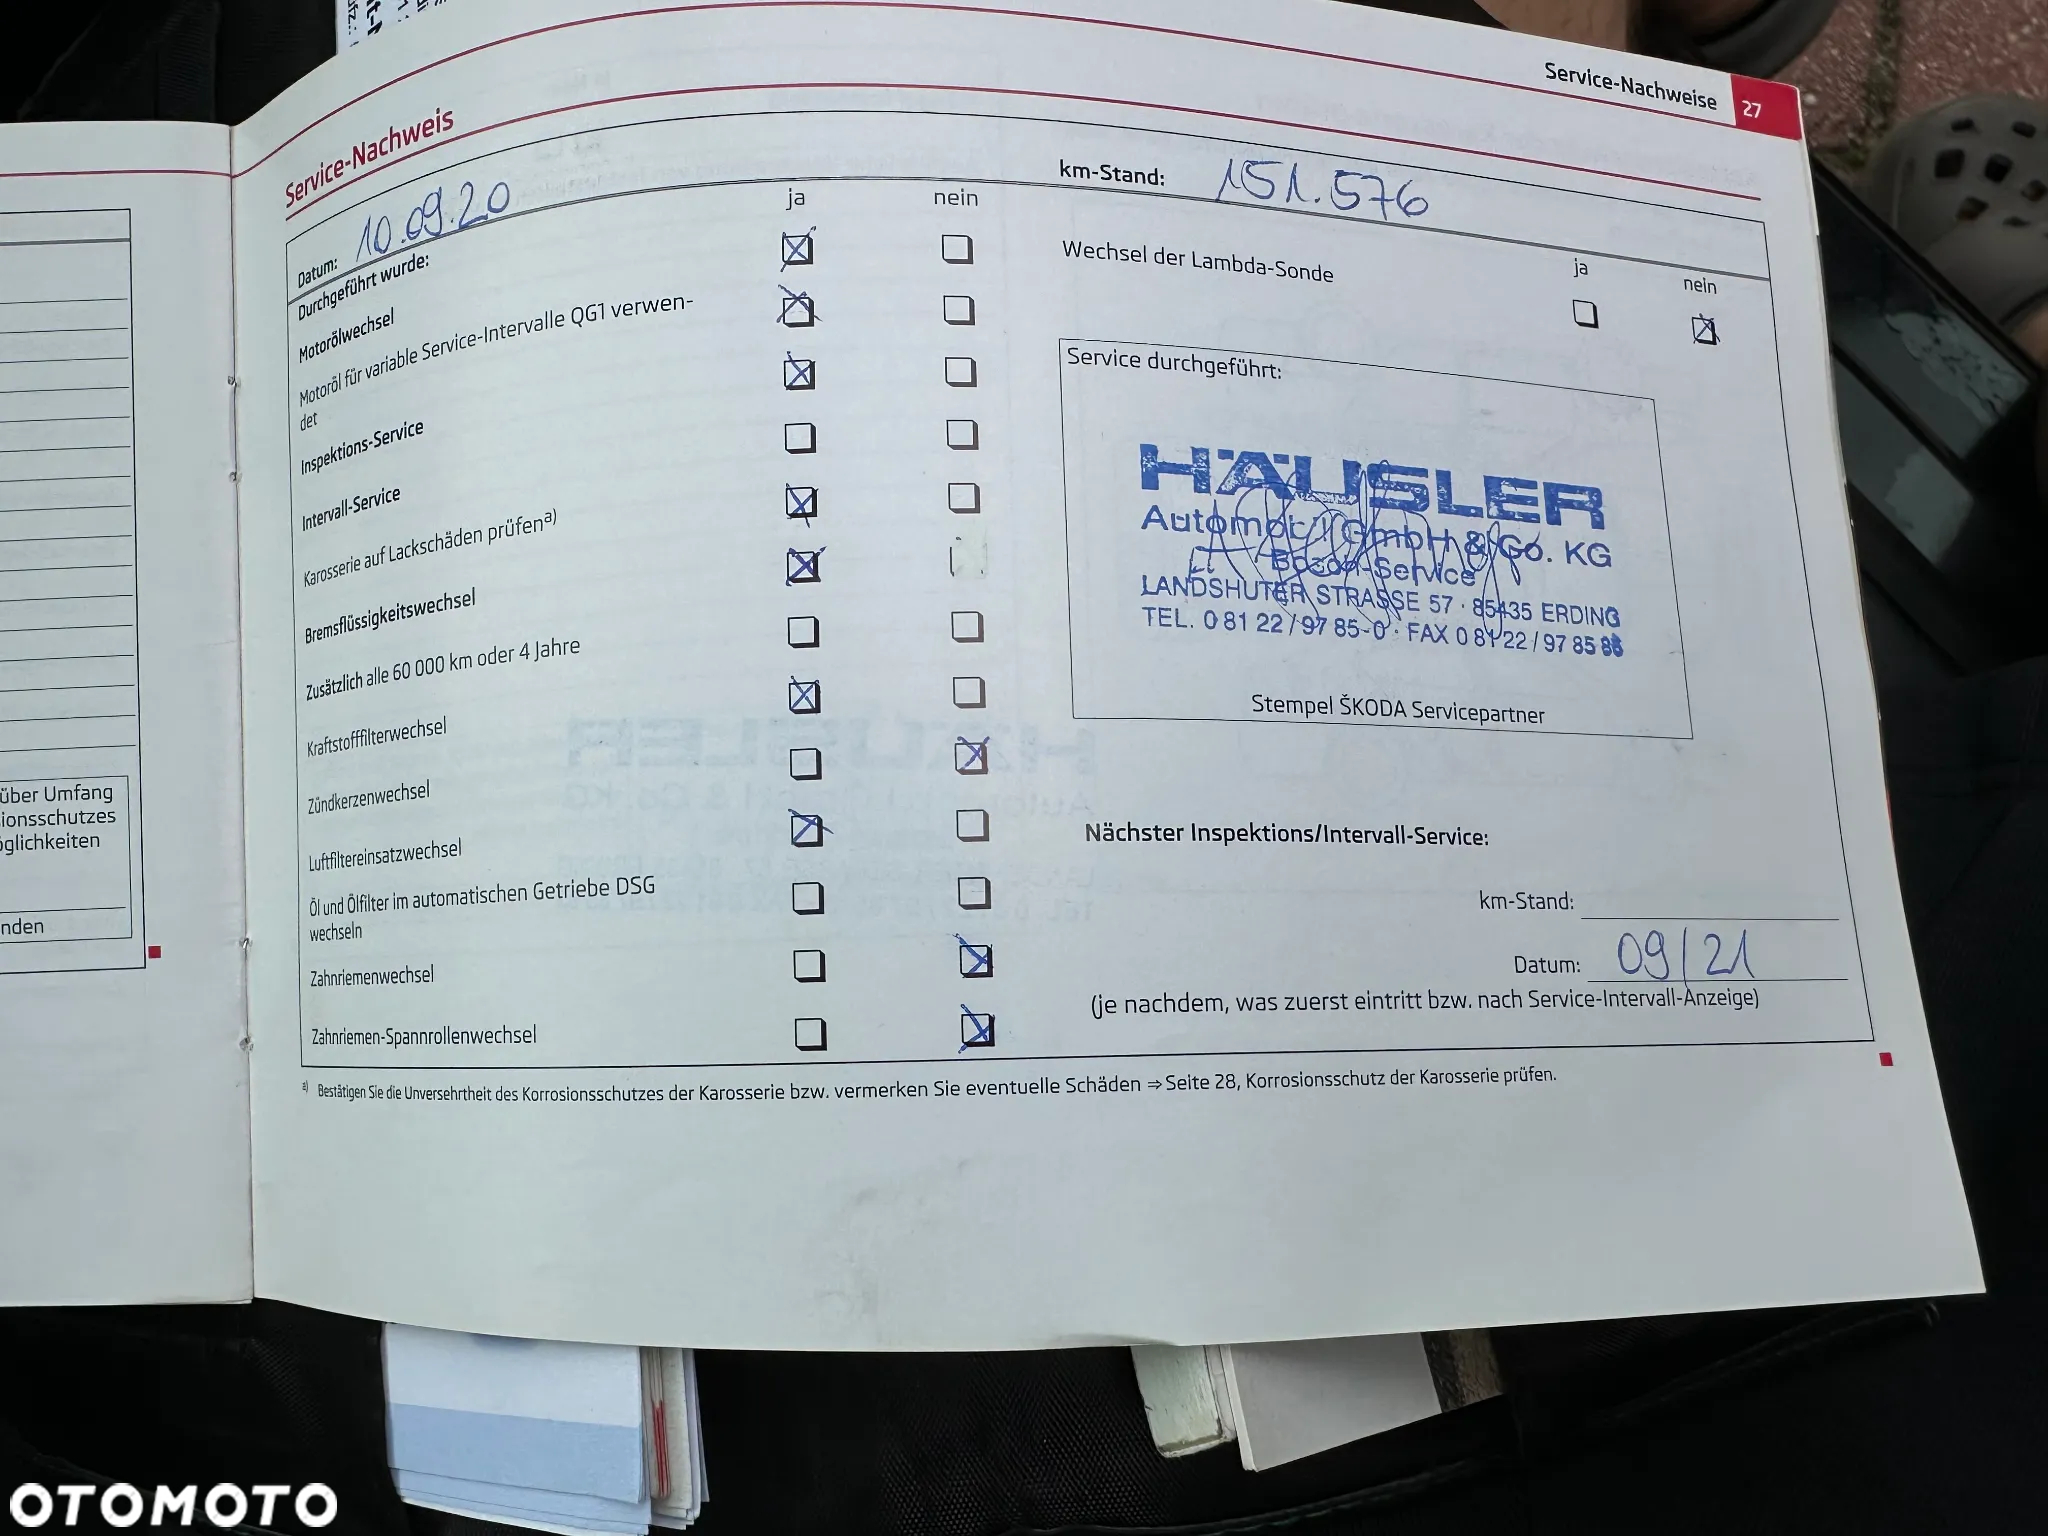 Service-Nachweise 27
Service-Nachweis
Datum: 10.09.20
km-Stand: 151.576
Durchgeführt wurde:
ja nein
Motorölwechsel
Motoröl für variable Service-Intervalle QG1 verwen-
det
Inspektions-Service
Intervall-Service
Karosserie auf Lackschäden prüfen a)
Bremsflüssigkeitswechsel
Zusätzlich alle 60 000 km oder 4 Jahre
Kraftstofffilterwechsel
Zündkerzenwechsel
Luftfiltereinsatzwechsel
Öl und Ölfilter im automatischen Getriebe DSG
wechseln
Zahnriemenwechsel
Zahnriemen-Spannrollenwechsel
Wechsel der Lambda-Sonde
ja nein
Service durchgeführt:
HÄUSLER
Automobil GmbH & Co. KG
Bosch-Service
LANDSHUTER STRASSE 57 · 85435 ERDING
TEL. 0 81 22 / 97 85-0 · FAX 0 81 22 / 97 85
Stempel ŠKODA Servicepartner
Nächster Inspektions/Intervall-Service:
km-Stand:
Datum: 09/21
(je nachdem, was zuerst eintritt bzw. nach Service-Intervall-Anzeige)
a) Bestätigen Sie die Unversehrtheit des Korrosionsschutzes der Karosserie bzw. vermerken Sie eventuelle Schäden ⇒ Seite 28, Korrosionsschutz der Karosserie prüfen.
über Umfang
ionsschutzes
öglichkeiten
nden
OTOMOTO